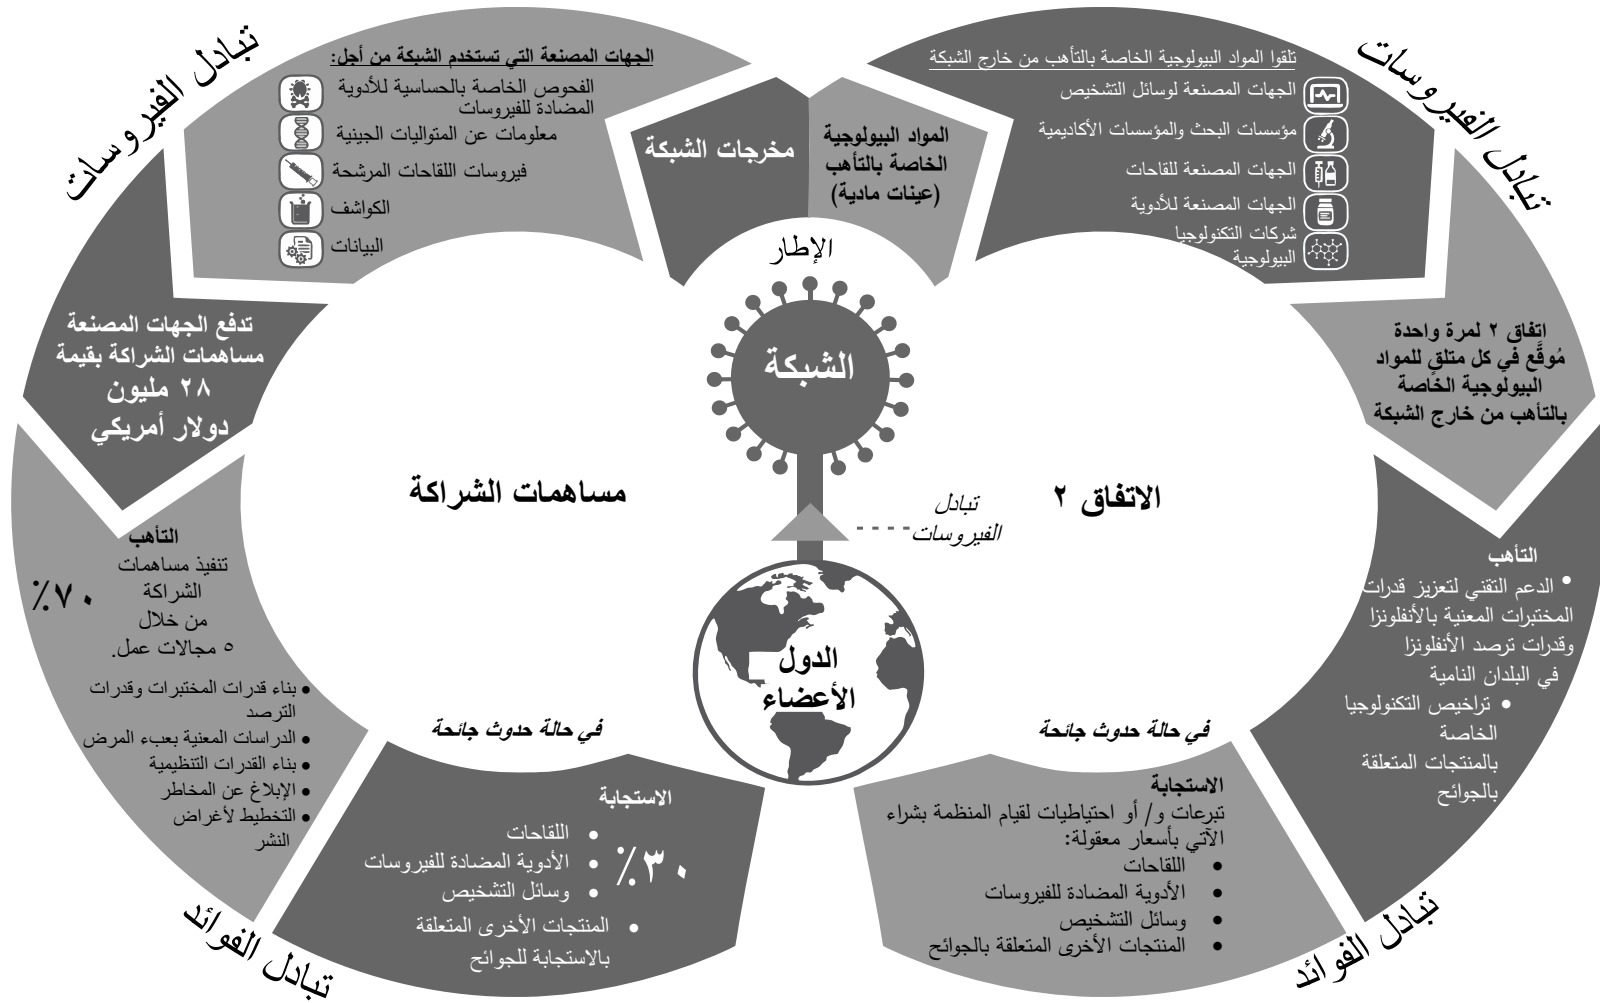 تبادل الفيروسات
تبادل الفيروسات
تلقوا المواد البيولوجية الخاصة بالتأهب من خارج الشبكة
الجهات المصنعة لوسائل التشخيص
مؤسسات البحث والمؤسسات الأكاديمية
الجهات المصنعة للقاحات
الجهات المصنعة للأدوية
شركات التكنولوجيا
البيولوجية
المواد البيولوجية
الخاصة بالتأهب
(عينات مادية)
مخرجات الشبكة
الجهات المصنعة التي تستخدم الشبكة من أجل:
الفحوص الخاصة بالحساسية للأدوية
المضادة للفيروسات
معلومات عن المتواليات الجينية
فيروسات اللقاحات المرشحة
الكواشف
البيانات
الإطار
الشبكة
اتفاق ٢ لمرة واحدة
مُوقَّع في كل متلقٍ للمواد
البيولوجية الخاصة
بالتأهب من خارج الشبكة
تدفع الجهات المصنعة
مساهمات الشراكة بقيمة
٢٨ مليون
دولار أمريكي
الاتفاق ٢
مساهمات الشراكة
تبادل
الفيروسات
الدول
الأعضاء
التأهب
• الدعم التقني لتعزيز قدرات
المختبرات المعنية بالأنفلونزا
وقدرات ترصد الأنفلونزا
في البلدان النامية
• تراخيص التكنولوجيا
الخاصة
بالمنتجات المتعلقة
بالجوائح
التأهب
تنفيذ مساهمات
الشراكة
من خلال
٥ مجالات عمل.
٧٠٪
• بناء قدرات المختبرات وقدرات
الترصد
• الدراسات المعنية بعبء المرض
• بناء القدرات التنظيمية
• الإبلاغ عن المخاطر
• التخطيط لأغراض
النشر
في حالة حدوث جائحة
الاستجابة
تبرعات و/ أو احتياطيات لقيام المنظمة بشراء
الآتي بأسعار معقولة:
• اللقاحات
• الأدوية المضادة للفيروسات
• وسائل التشخيص
• المنتجات الأخرى المتعلقة بالجوائح
في حالة حدوث جائحة
الاستجابة
٣٠٪
• اللقاحات
• الأدوية المضادة للفيروسات
• وسائل التشخيص
• المنتجات الأخرى المتعلقة
بالاستجابة للجوائح
تبادل الفوائد
تبادل الفوائد